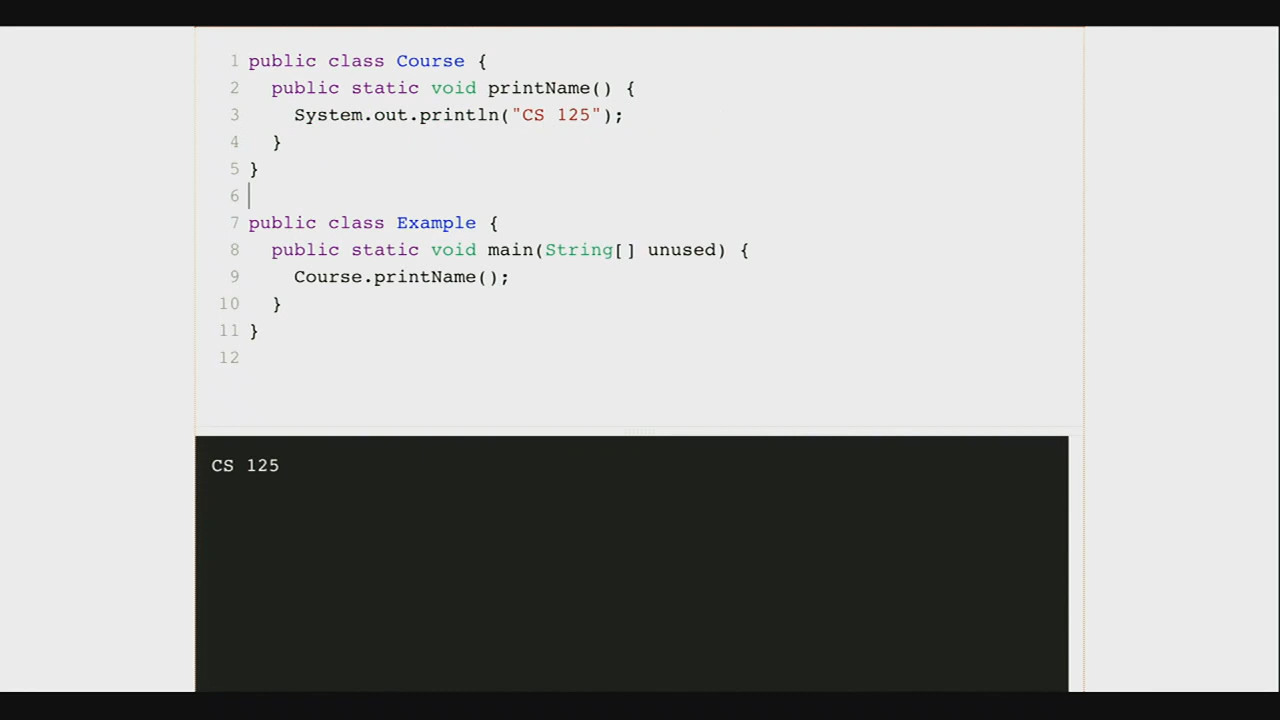 1 public class Course {
2 public static void printName() {
3 System.out.println("CS 125");
4 }
5 }
6
7 public class Example {
8 public static void main(String[] unused) {
9 Course.printName();
10 }
11 }
12
CS 125